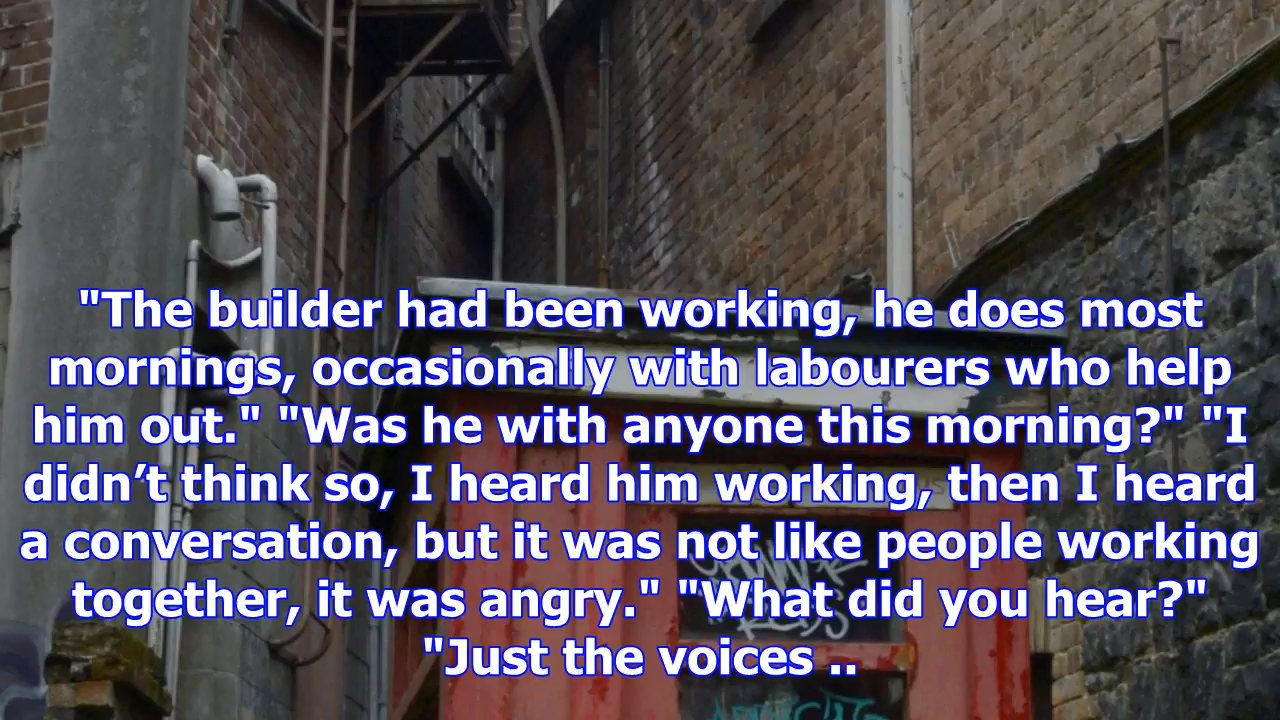 "The builder had been working, he does most
mornings, occasionally with labourers who help
him out." "Was he with anyone this morning?" "I
didn’t think so, I heard him working, then I heard
a conversation, but it was not like people working
together, it was angry." "What did you hear?"
"Just the voices ..